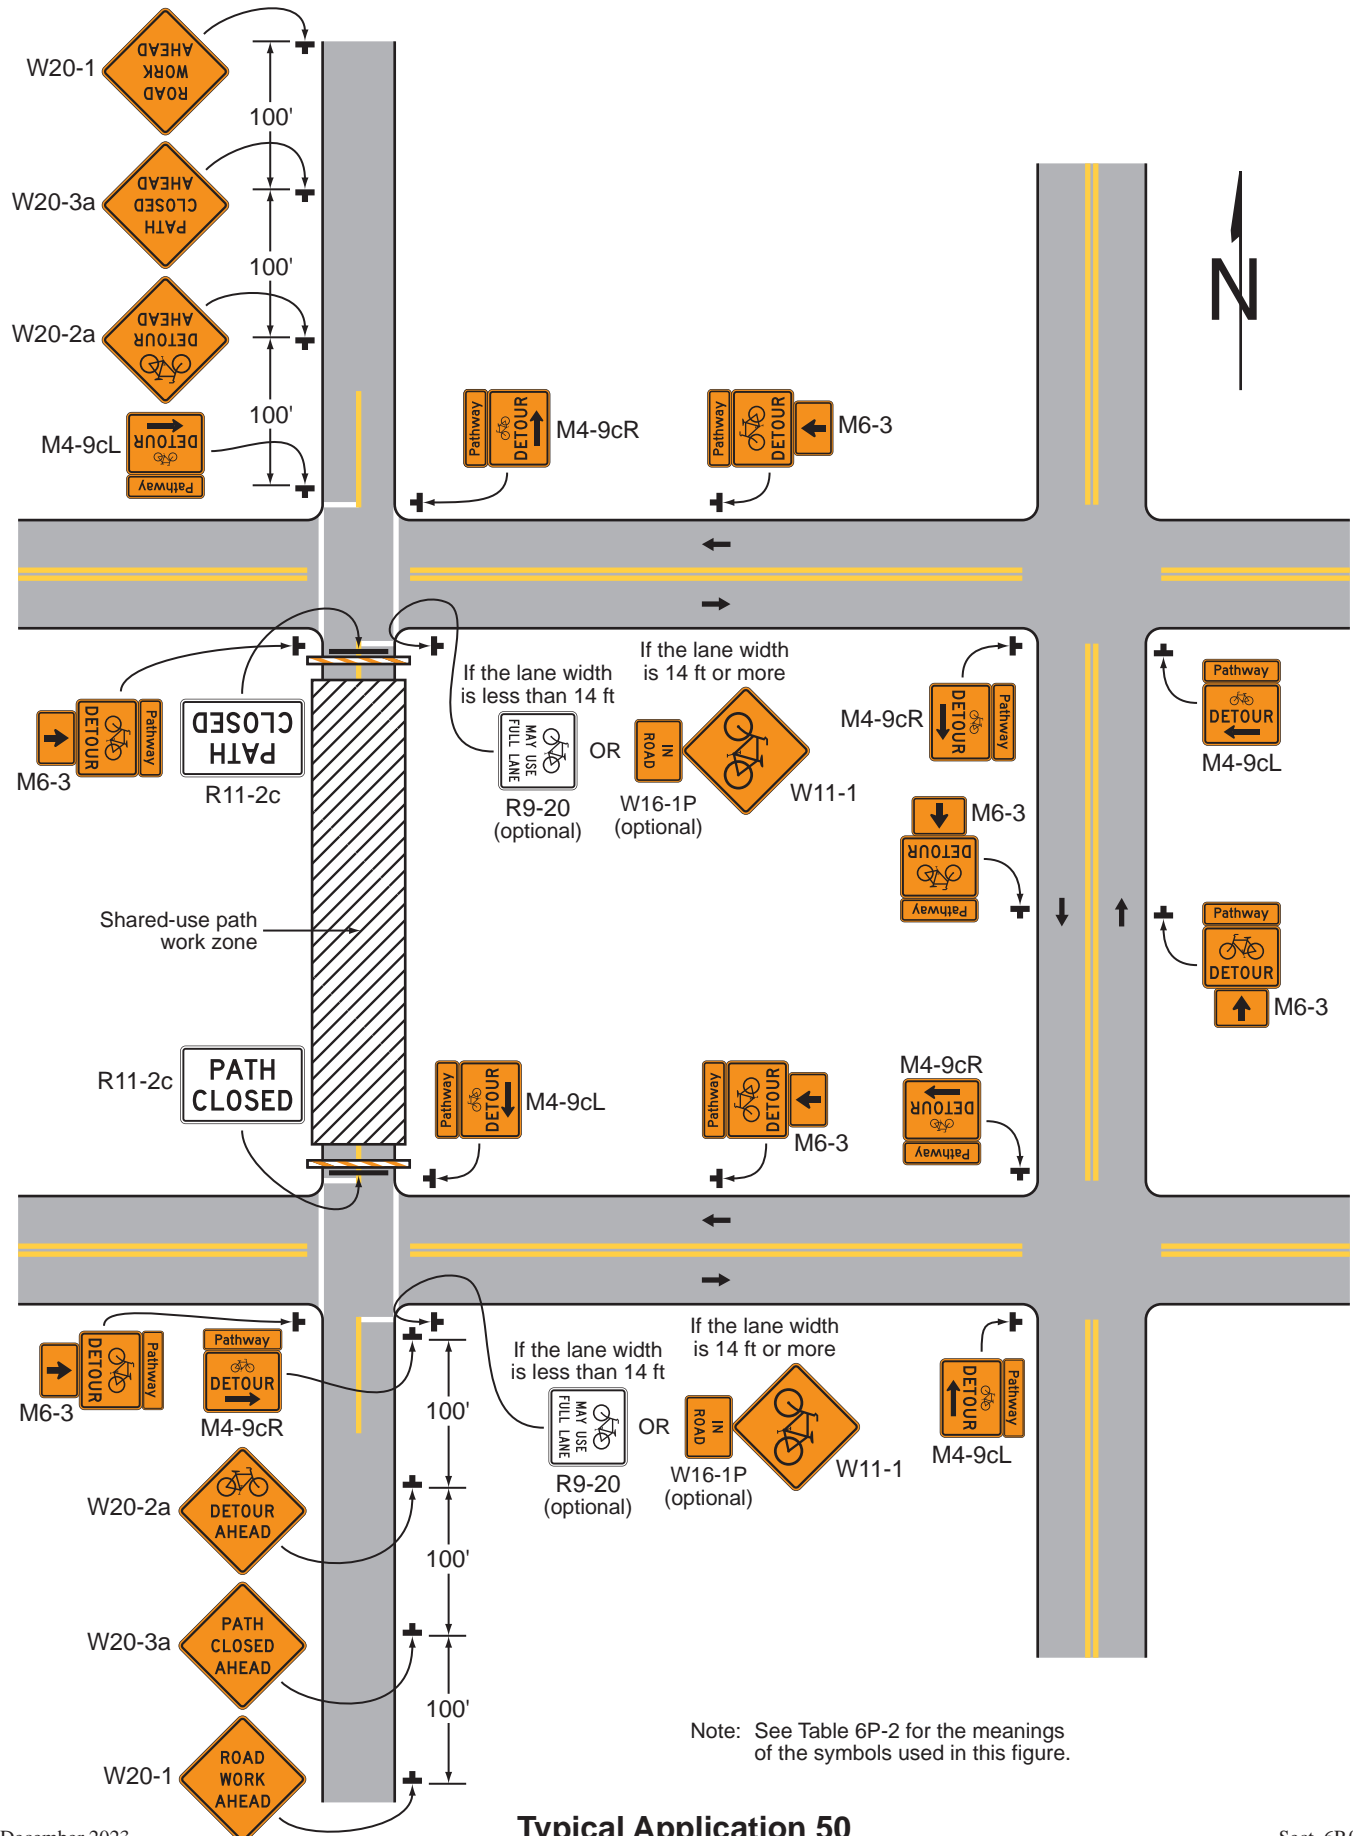 W20-1
ROAD
WORK
AHEAD
100'
W20-3a
PATH
CLOSED
AHEAD
100'
W20-2a
DETOUR
AHEAD
100'
M4-9cL
DETOUR
Pathway
Pathway
DETOUR
M4-9cR
Pathway
DETOUR
M6-3
N
DETOUR
Pathway
M6-3
PATH
CLOSED
R11-2c
If the lane width
is less than 14 ft
MAY USE
FULL LANE
R9-20
(optional)
OR
If the lane width
is 14 ft or more
IN
ROAD
W16-1P
(optional)
W11-1
M4-9cR
DETOUR
Pathway
Pathway
DETOUR
M4-9cL
M6-3
DETOUR
Pathway
Pathway
DETOUR
M6-3
Shared-use path
work zone
R11-2c
PATH
CLOSED
Pathway
DETOUR
M4-9cL
Pathway
DETOUR
M6-3
M4-9cR
DETOUR
Pathway
DETOUR
Pathway
M6-3
Pathway
DETOUR
M4-9cR
100'
If the lane width
is less than 14 ft
MAY USE
FULL LANE
R9-20
(optional)
OR
If the lane width
is 14 ft or more
IN
ROAD
W16-1P
(optional)
W11-1
DETOUR
Pathway
M4-9cL
W20-2a
DETOUR
AHEAD
100'
W20-3a
PATH
CLOSED
AHEAD
100'
W20-1
ROAD
WORK
AHEAD
Note: See Table 6P-2 for the meanings
of the symbols used in this figure.
December 2023
Typical Application 50
Sect. 6P.